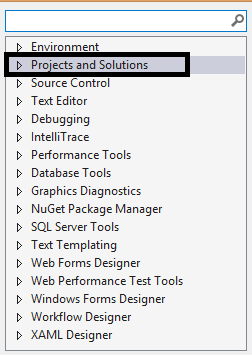 Environment
Projects and Solutions
Source Control
Text Editor
Debugging
IntelliTrace
Performance Tools
Database Tools
Graphics Diagnostics
NuGet Package Manager
SQL Server Tools
Text Templating
Web Forms Designer
Web Performance Test Tools
Windows Forms Designer
Workflow Designer
XAML Designer